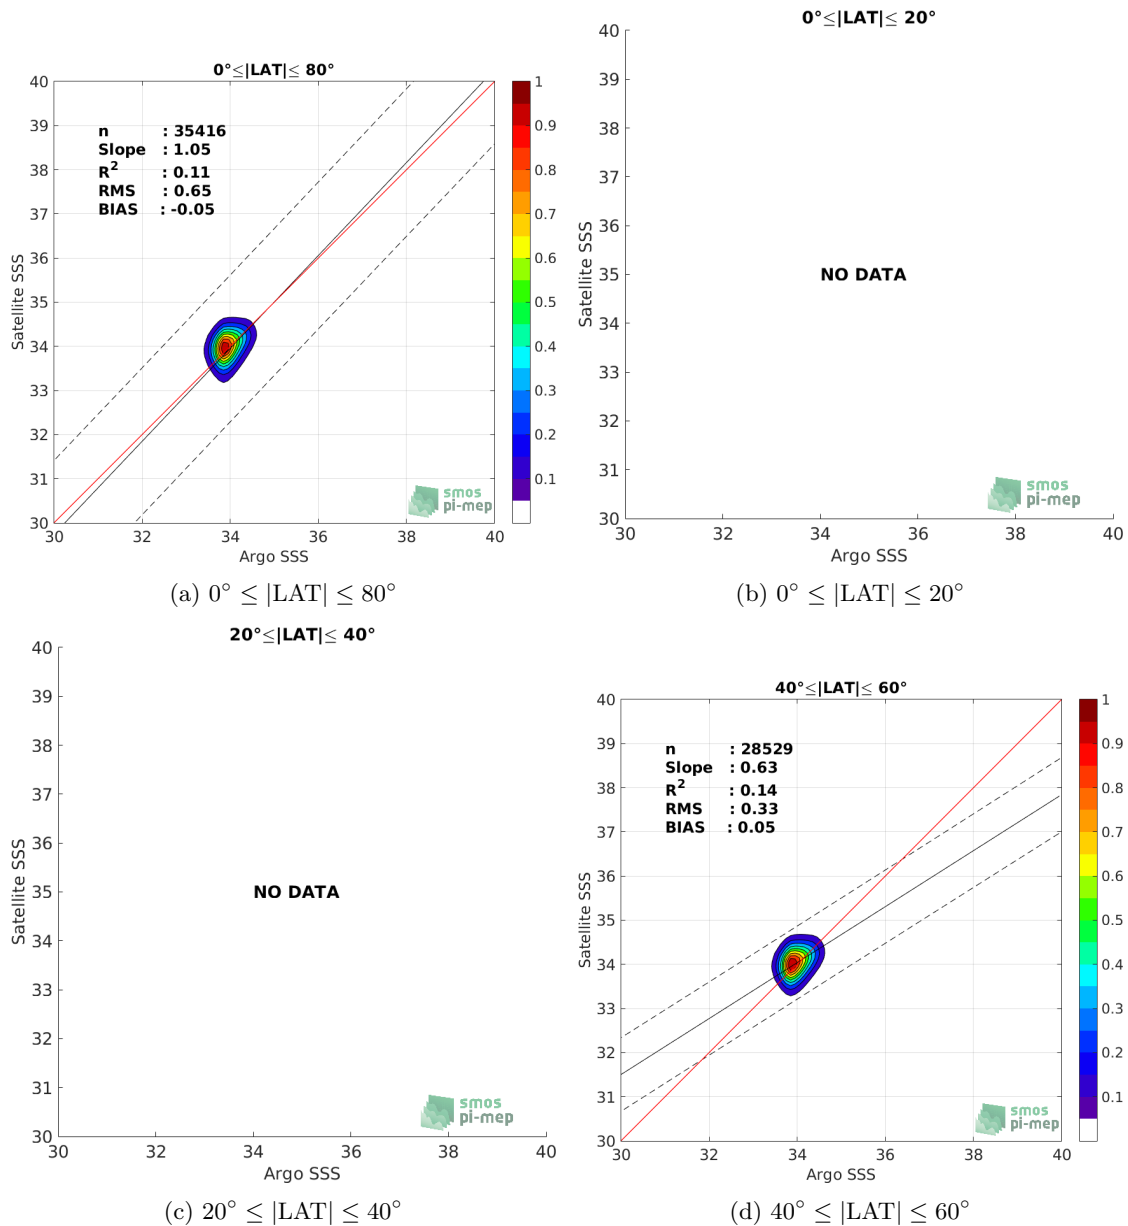 0°≤|LAT|≤ 80°
40
39
38
37
36
35
34
33
32
31
30
Satellite SSS
n : 35416
Slope : 1.05
R2 : 0.11
RMS : 0.65
BIAS : -0.05
smos
pi-mep
30 32 34 36 38 40
Argo SSS
1
0.9
0.8
0.7
0.6
0.5
0.4
0.3
0.2
0.1
(a) 0° ≤ |LAT| ≤ 80°
0°≤|LAT|≤ 20°
40
39
38
37
36
35
34
33
32
31
30
Satellite SSS
NO DATA
smos
pi-mep
30 32 34 36 38 40
Argo SSS
(b) 0° ≤ |LAT| ≤ 20°
20°≤|LAT|≤ 40°
40
39
38
37
36
35
34
33
32
31
30
Satellite SSS
NO DATA
smos
pi-mep
30 32 34 36 38 40
Argo SSS
(c) 20° ≤ |LAT| ≤ 40°
40°≤|LAT|≤ 60°
40
39
38
37
36
35
34
33
32
31
30
Satellite SSS
n : 28529
Slope : 0.63
R2 : 0.14
RMS : 0.33
BIAS : 0.05
smos
pi-mep
30 32 34 36 38 40
Argo SSS
1
0.9
0.8
0.7
0.6
0.5
0.4
0.3
0.2
0.1
(d) 40° ≤ |LAT| ≤ 60°